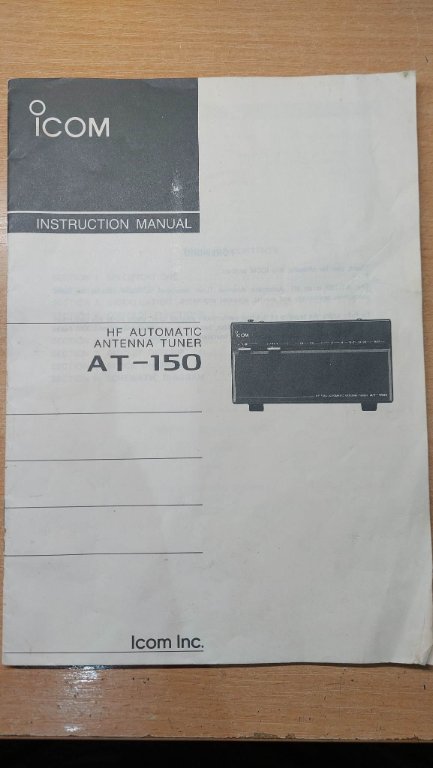 ICOM
INSTRUCTION MANUAL
HF AUTOMATIC
ANTENNA TUNER
AT-150
ICOM
Icom Inc.